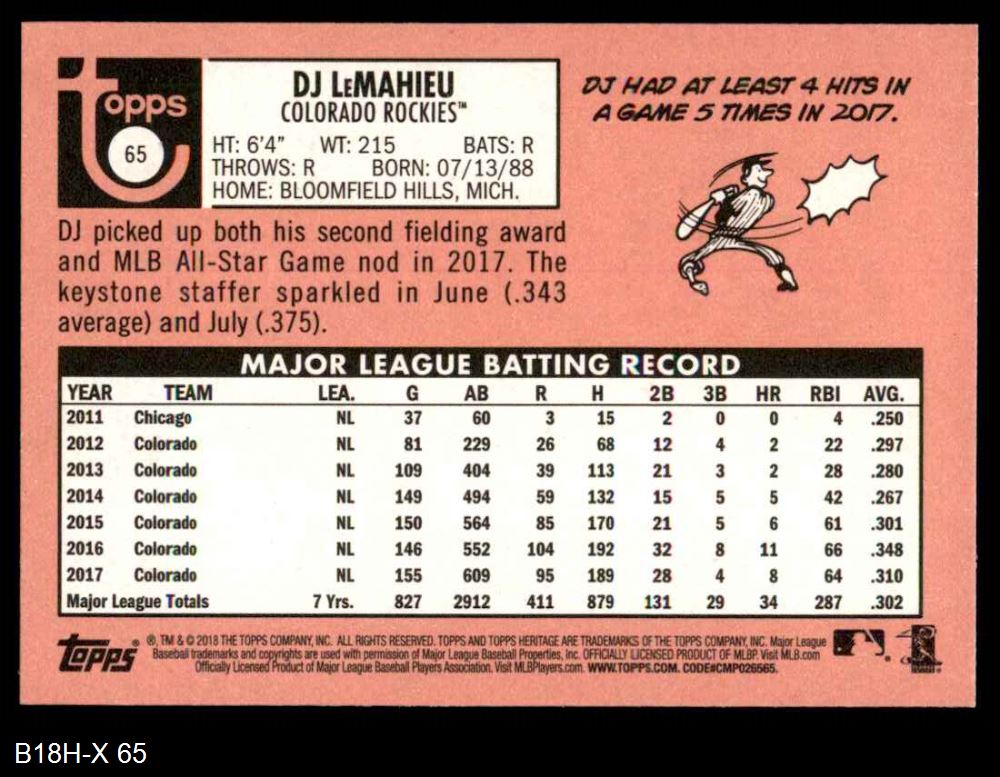 Topps
65
DJ LeMAHIEU
COLORADO ROCKIES™
HT: 6'4" WT: 215 BATS: R
THROWS: R BORN: 07/13/88
HOME: BLOOMFIELD HILLS, MICH.
DJ HAD AT LEAST 4 HITS IN
A GAME 5 TIMES IN 2017.
DJ picked up both his second fielding award
and MLB All-Star Game nod in 2017. The
keystone staffer sparkled in June (.343
average) and July (.375).
MAJOR LEAGUE BATTING RECORD
YEAR TEAM LEA. G AB R H 2B 3B HR RBI AVG.
2011 Chicago NL 37 60 3 15 2 0 0 4 .250
2012 Colorado NL 81 229 26 68 12 4 2 22 .297
2013 Colorado NL 109 404 39 113 21 3 2 28 .280
2014 Colorado NL 149 494 59 132 15 5 5 42 .267
2015 Colorado NL 150 564 85 170 21 5 6 61 .301
2016 Colorado NL 146 552 104 192 32 8 11 66 .348
2017 Colorado NL 155 609 95 189 28 4 8 64 .310
Major League Totals 7 Yrs. 827 2912 411 879 131 29 34 287 .302
Topps® ®, TM & © 2018 THE TOPPS COMPANY, INC. ALL RIGHTS RESERVED. TOPPS AND TOPPS HERITAGE ARE TRADEMARKS OF THE TOPPS COMPANY, INC. Major League
Baseball trademarks and copyrights are used with permission of Major League Baseball Properties, Inc. OFFICIALLY LICENSED PRODUCT OF MLBP. Visit MLB.com
Officially Licensed Product of Major League Baseball Players Association. Visit MLBPlayers.com. WWW.TOPPS.COM. CODE#CMP026565.
B18H-X 65